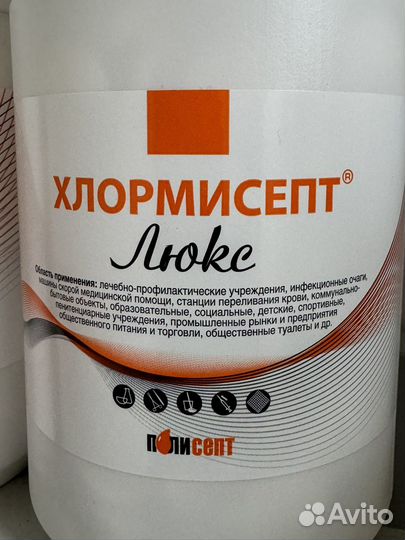 ХЛОРМИСЕПТ®
Люкс
Область применения: лечебно-профилактические учреждения, инфекционные очаги,
машины скорой медицинской помощи, станции переливания крови, коммунально-
бытовые объекты, образовательные, социальные, детские, спортивные,
пенитенциарные учреждения, промышленные рынки и предприятия
общественного питания и торговли, общественные туалеты и др.
ПОЛИСЕПТ
Avito